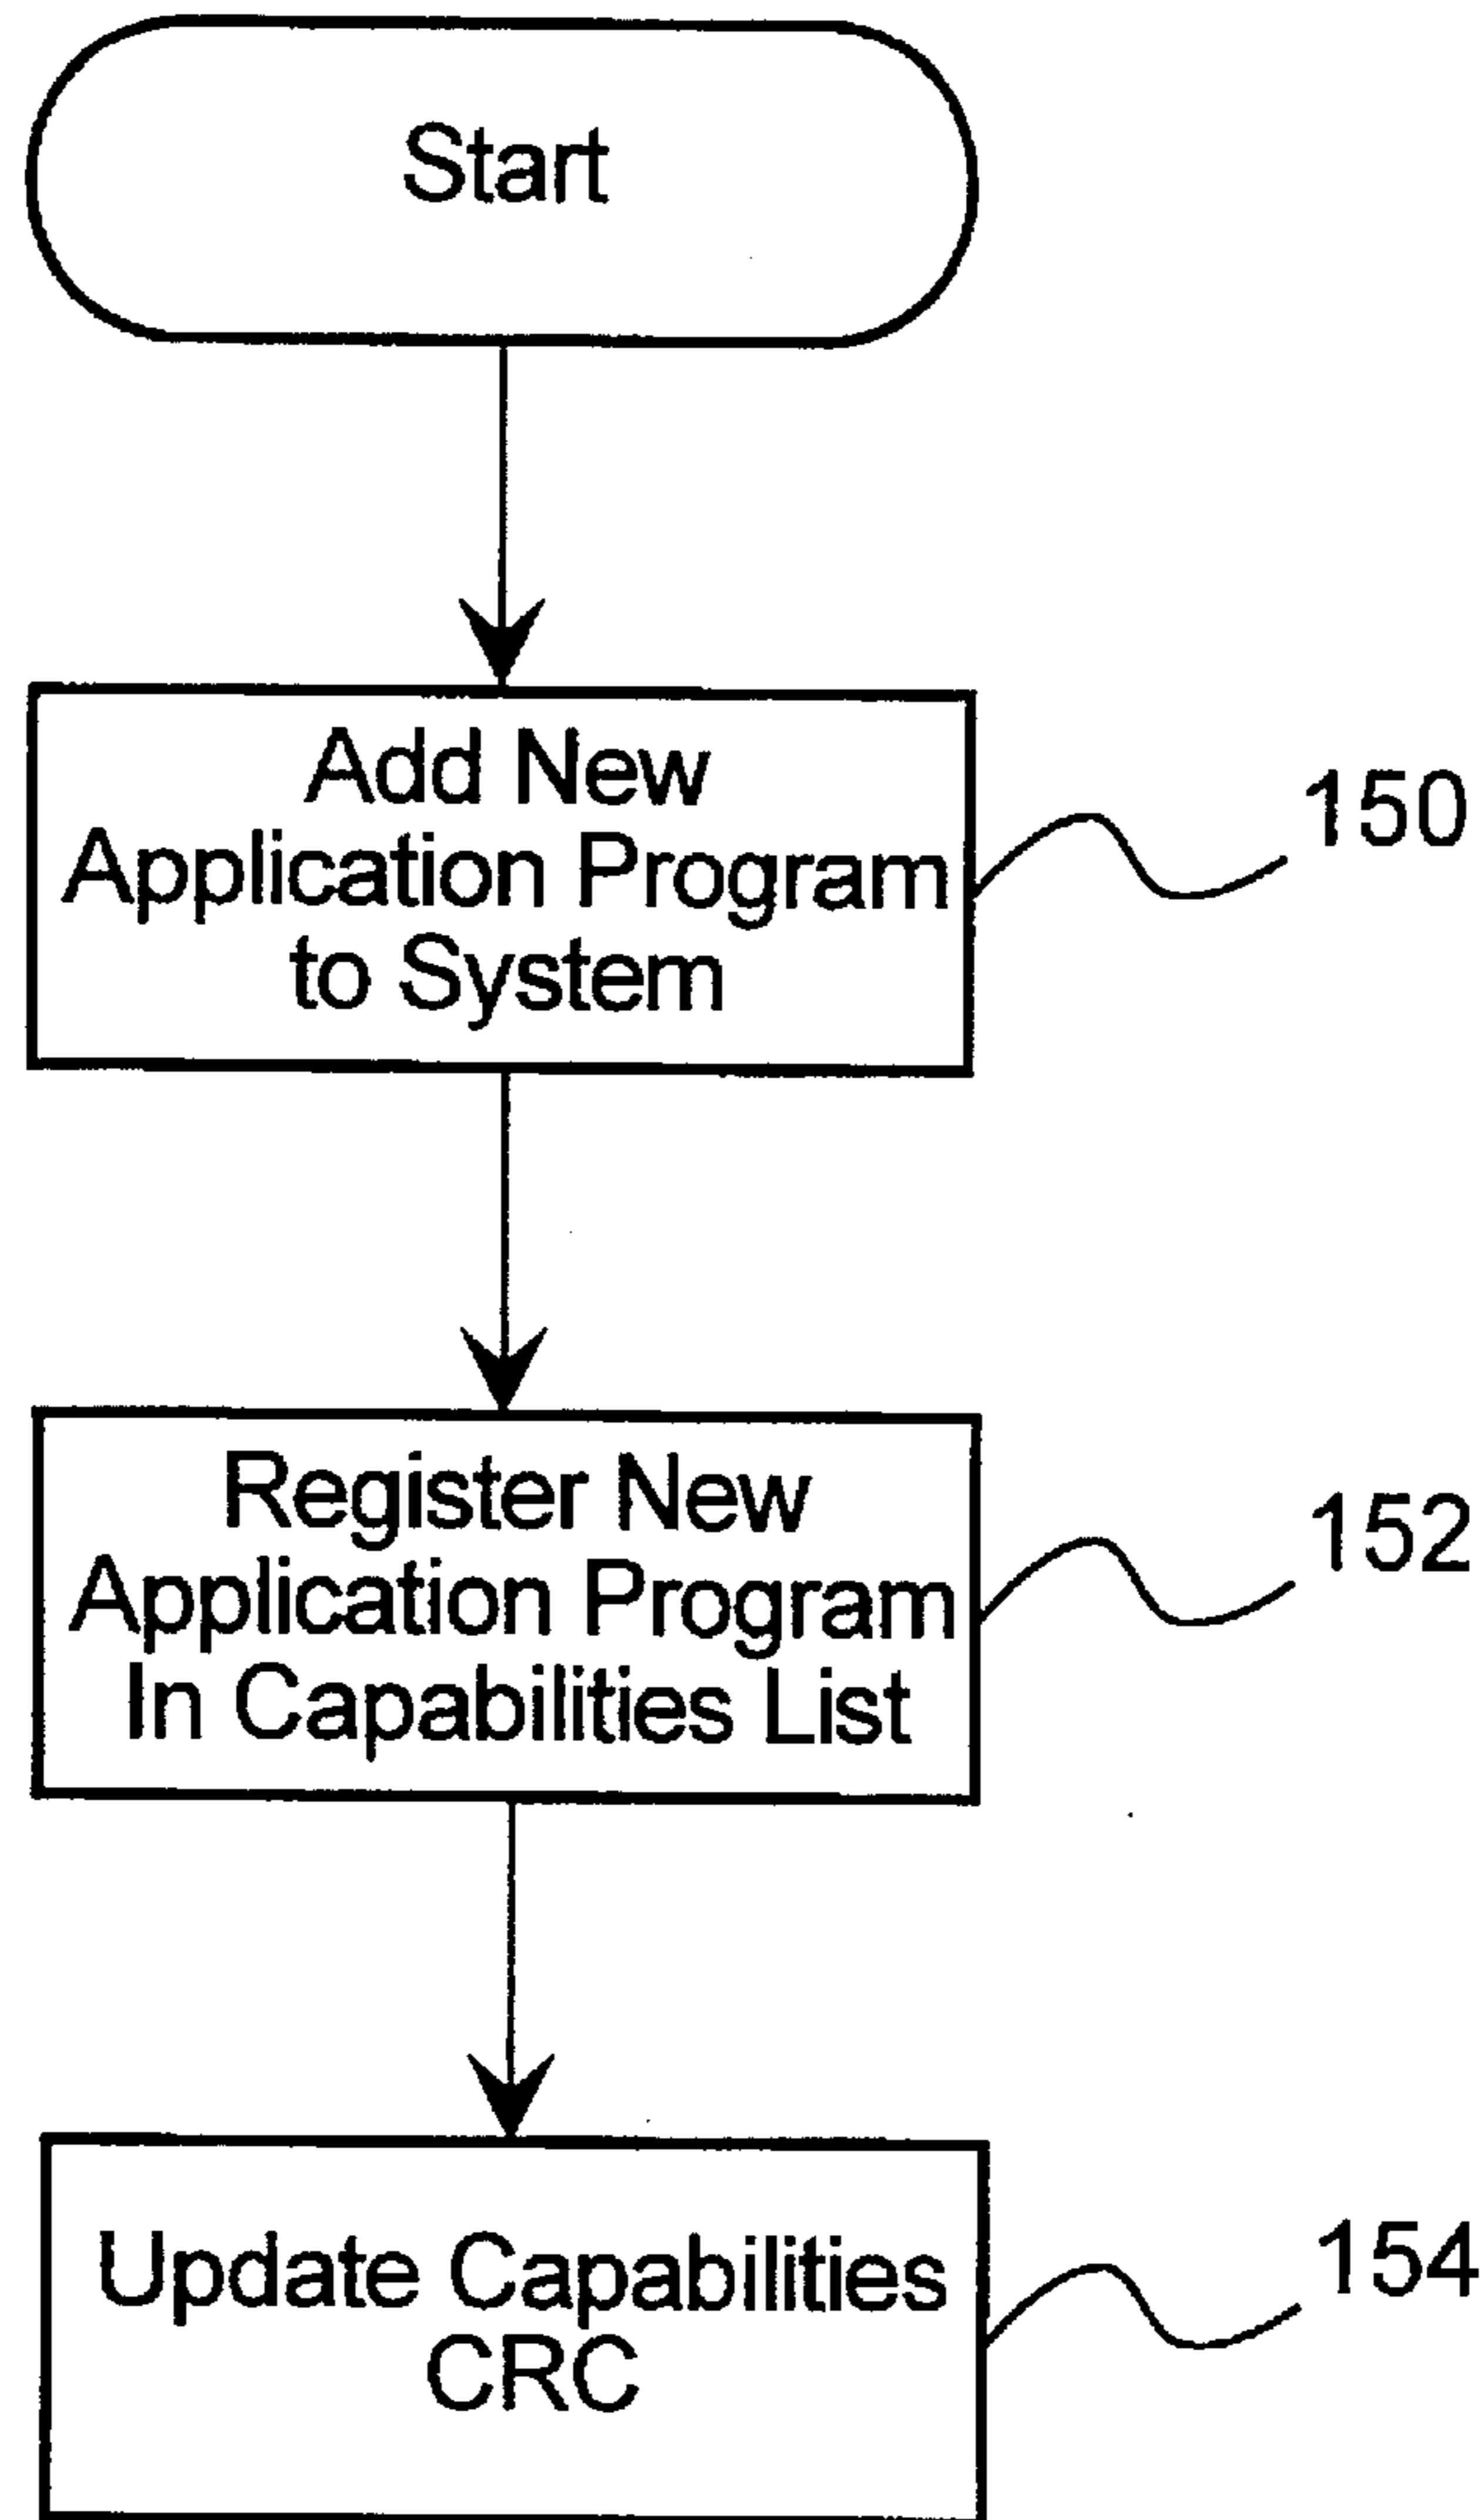 Start
Add New
Application Program
to System
150
Register New
Application Program
In Capabilities List
152
Update Capabilities
CRC
154